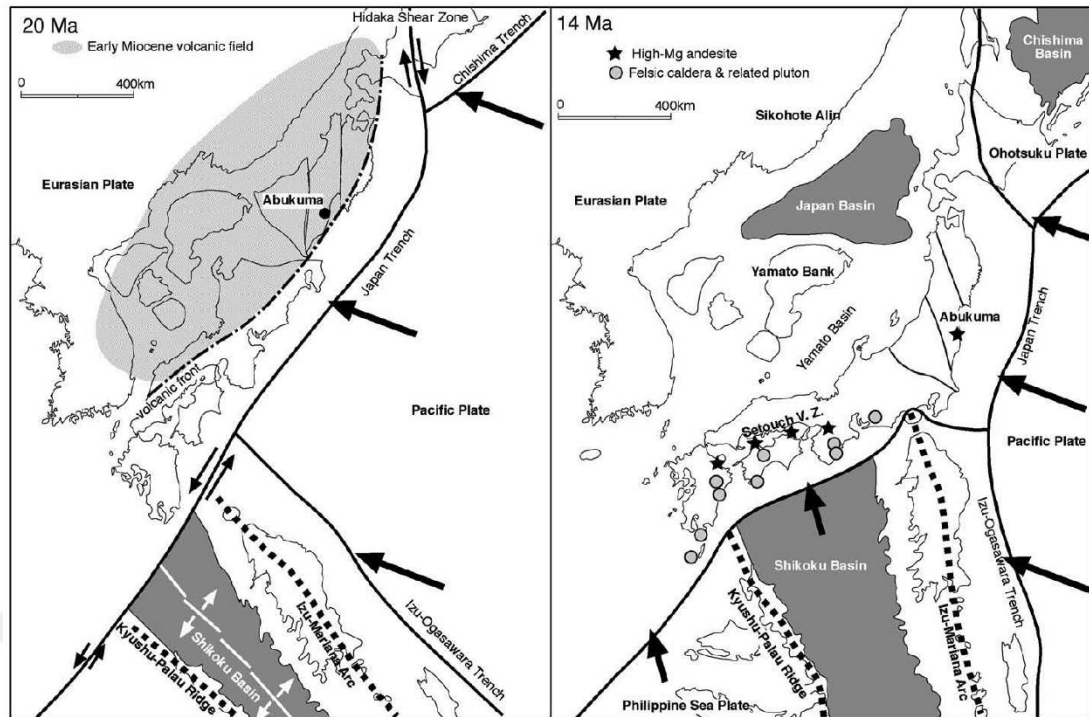 20 Ma
Early Miocene volcanic field
0 400km
Hidaka Shear Zone
Chishima Trench
Eurasian Plate
Abukuma
Japan Trench
volcanic front
Pacific Plate
Izu-Mariana Arc
Izu-Ogasawara Trench
Shikoku Basin
Kyushu-Palau Ridge
14 Ma
High-Mg andesite
Felsic caldera & related pluton
0 400km
Chishima
Basin
Sikohote Alin
Ohotsuku Plate
Eurasian Plate
Japan Basin
Yamato Bank
Abukuma
Yamato Basin
Japan Trench
Setouch V. Z.
Pacific Plate
Shikoku Basin
Izu-Ogasawara
Trench
Kyushu-Palau Ridge
Izu-Mariana Arc
Philippine Sea Plate